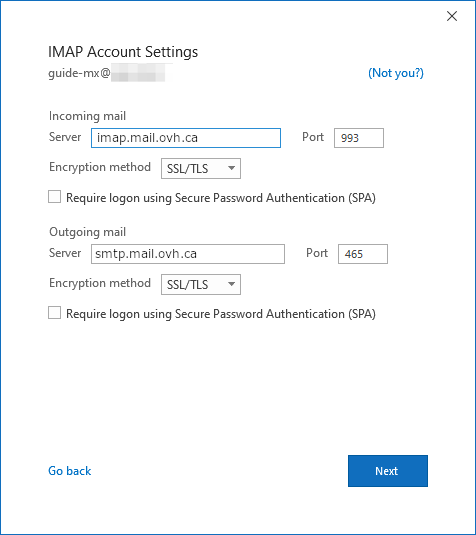 IMAP Account Settings
guide-mx@
(Not you?)
Incoming mail
Server imap.mail.ovh.ca Port 993
Encryption method SSL/TLS
Require logon using Secure Password Authentication (SPA)
Outgoing mail
Server smtp.mail.ovh.ca Port 465
Encryption method SSL/TLS
Require logon using Secure Password Authentication (SPA)
Go back Next